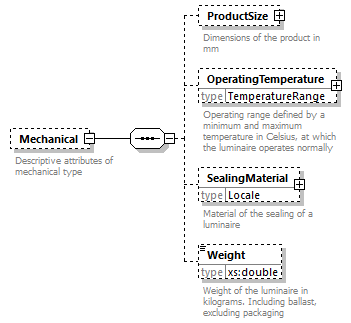 ProductSize
Dimensions of the product in
mm
OperatingTemperature
type TemperatureRange
Operating range defined by a
minimum and maximum
temperature in Celsius, at which
the luminaire operates normally
Mechanical
Descriptive attributes of
mechanical type
SealingMaterial
type Locale
Material of the sealing of a
luminaire
Weight
type xs:double
Weight of the luminaire in
kilograms. Including ballast,
excluding packaging